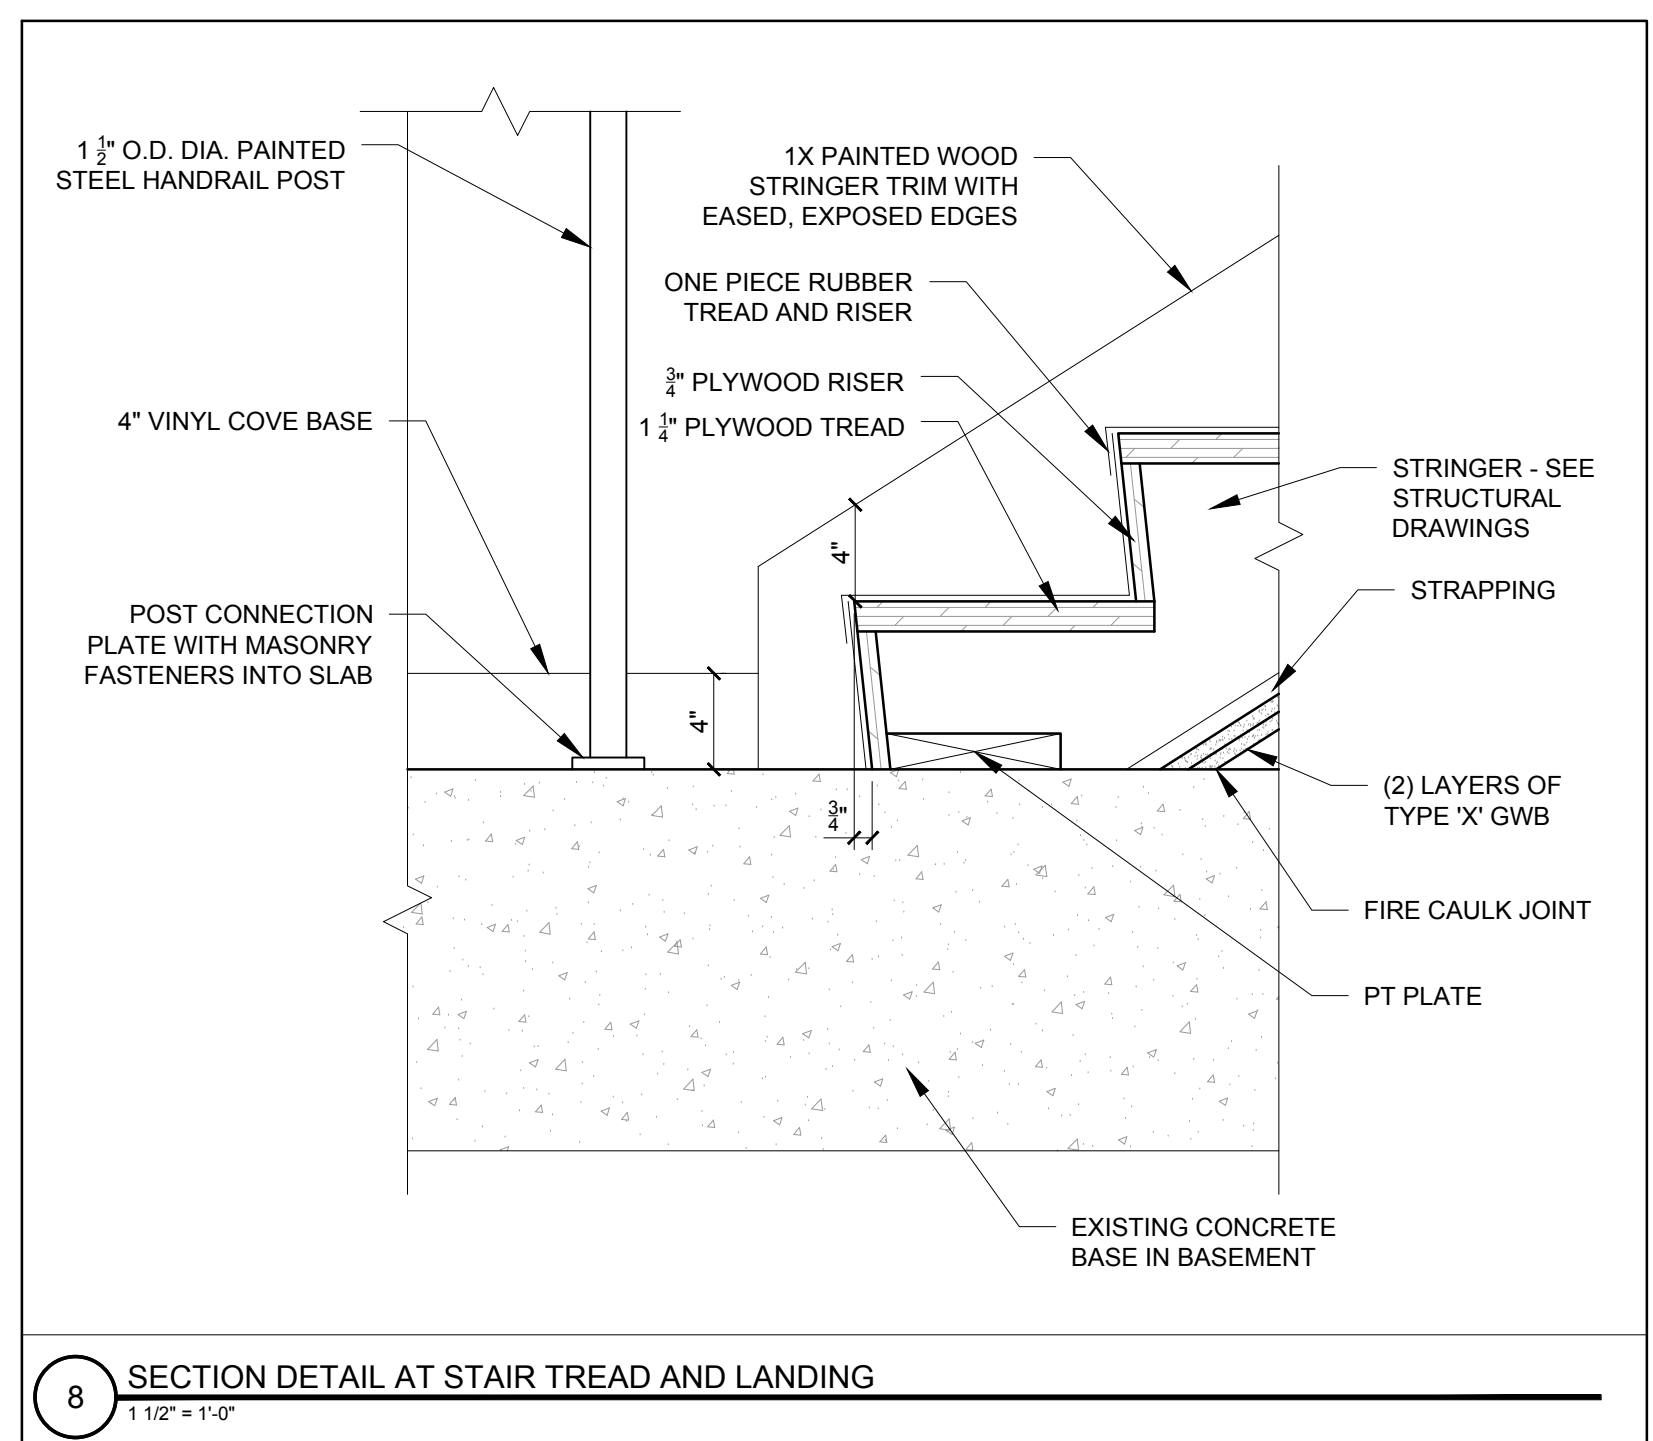 1 1/2" O.D. DIA. PAINTED
STEEL HANDRAIL POST
1X PAINTED WOOD
STRINGER TRIM WITH
EASED, EXPOSED EDGES
ONE PIECE RUBBER
TREAD AND RISER
3/4" PLYWOOD RISER
1 1/4" PLYWOOD TREAD
4" VINYL COVE BASE
STRINGER - SEE
STRUCTURAL
DRAWINGS
4"
STRAPPING
POST CONNECTION
PLATE WITH MASONRY
FASTENERS INTO SLAB
4"
3/4"
(2) LAYERS OF
TYPE 'X' GWB
FIRE CAULK JOINT
PT PLATE
EXISTING CONCRETE
BASE IN BASEMENT
8
SECTION DETAIL AT STAIR TREAD AND LANDING
1 1/2" = 1'-0"